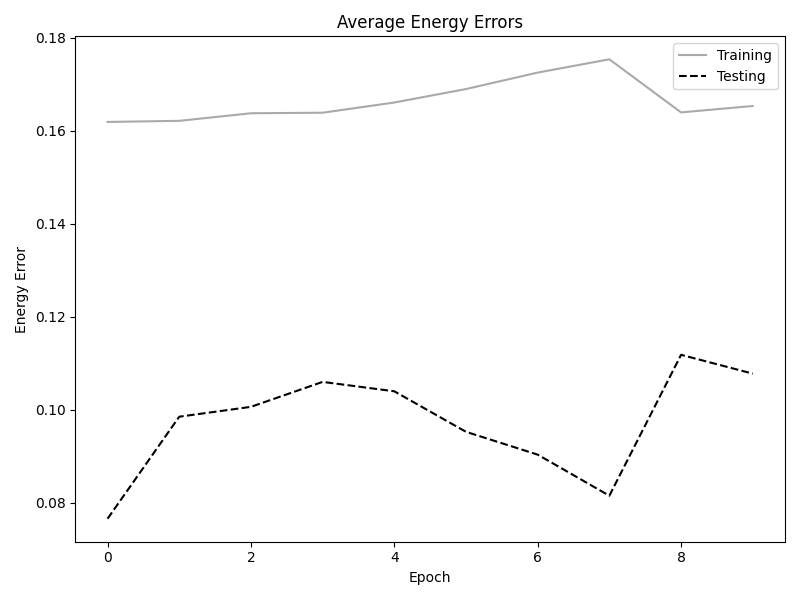 Average Energy Errors
Training
Testing
Energy Error
0.18
0.16
0.14
0.12
0.10
0.08
0 2 4 6 8
Epoch